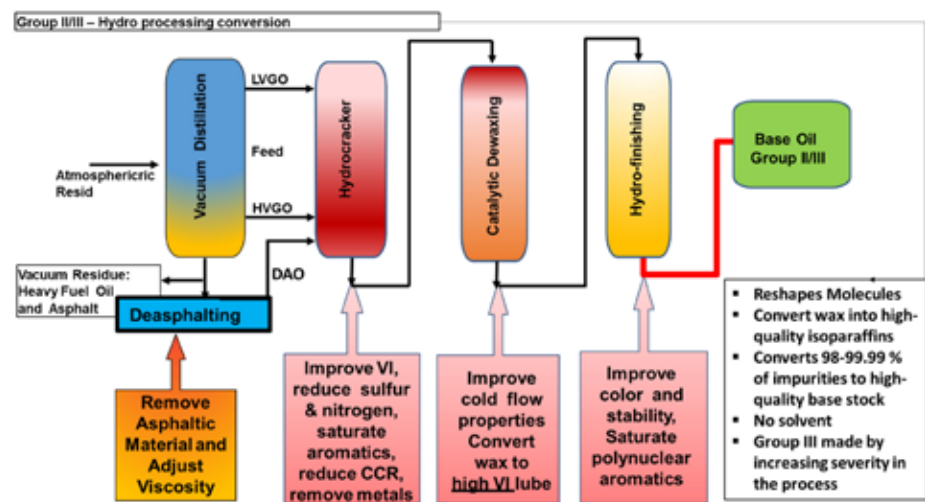 Group II/III – Hydro processing conversion
LVGO
Vacuum Distillation
Feed
Atmosphericric
Resid
HVGO
Hydrocracker
Catalytic Dewaxing
Hydro-finishing
Base Oil
Group II/III
DAO
Vacuum Residue:
Heavy Fuel Oil
and Asphalt
Deasphalting
Remove
Asphaltic
Material and
Adjust
Viscosity
Improve VI,
reduce sulfur
& nitrogen,
saturate
aromatics,
reduce CCR,
remove metals
Improve
cold flow
properties
Convert
wax to
high VI lube
Improve
color and
stability,
Saturate
polynuclear
aromatics
▪ Reshapes Molecules
▪ Convert wax into high-
quality isoparaffins
▪ Converts 98-99.99 %
of impurities to high-
quality base stock
▪ No solvent
▪ Group III made by
increasing severity in
the process